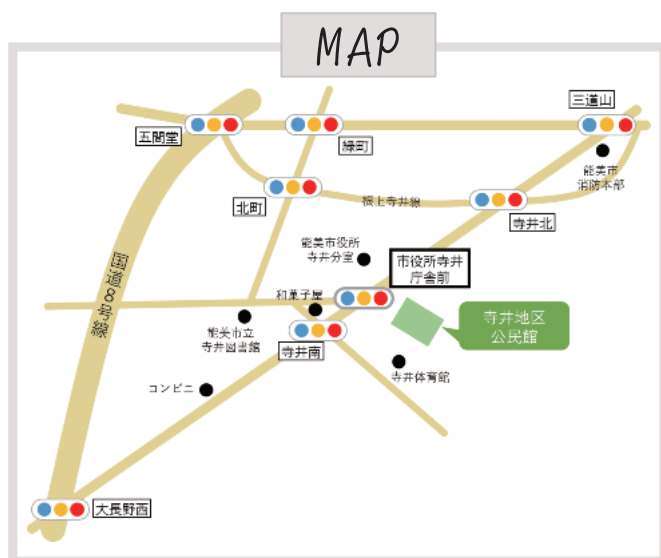 MAP
三道山
五間堂
緑町
能美市
消防本部
北町
根上寺井線
寺井北
国道8号線
能美市役所
寺井分室
市役所寺井
庁舎前
和菓子屋
寺井地区
公民館
能美市立
寺井図書館
寺井南
寺井体育館
コンビニ
大長野西